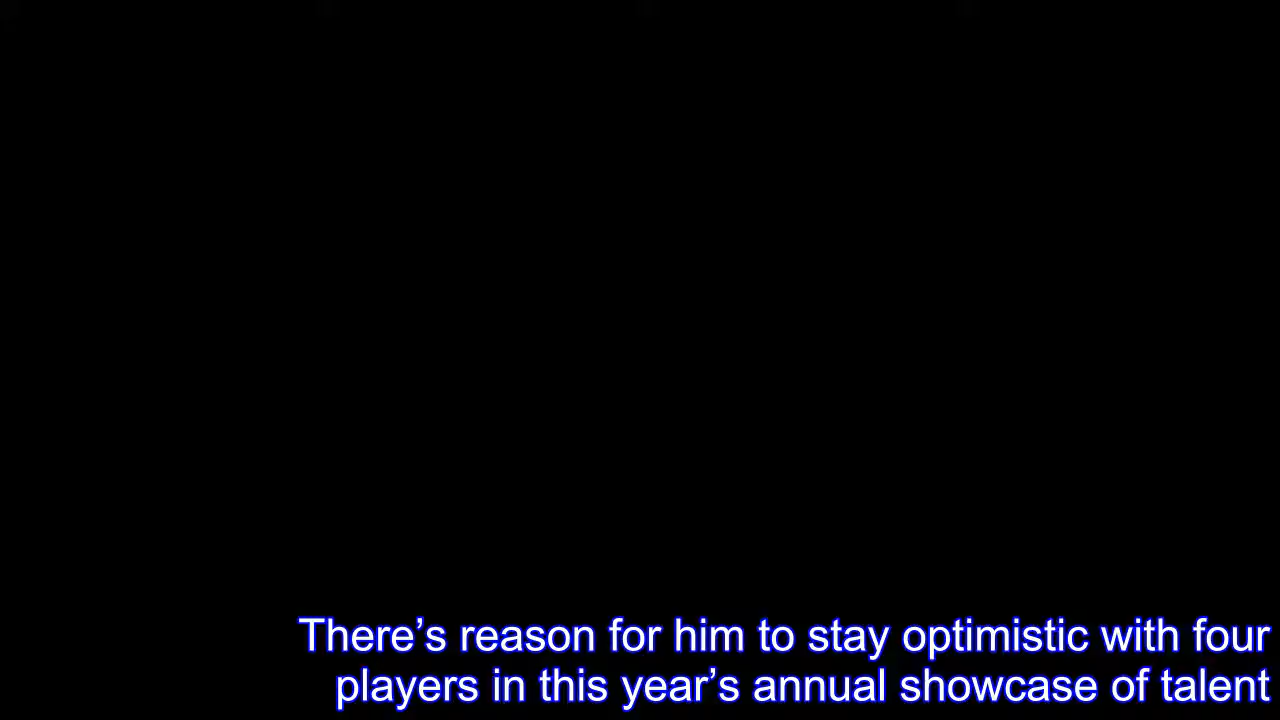 There’s reason for him to stay optimistic with four
players in this year’s annual showcase of talent